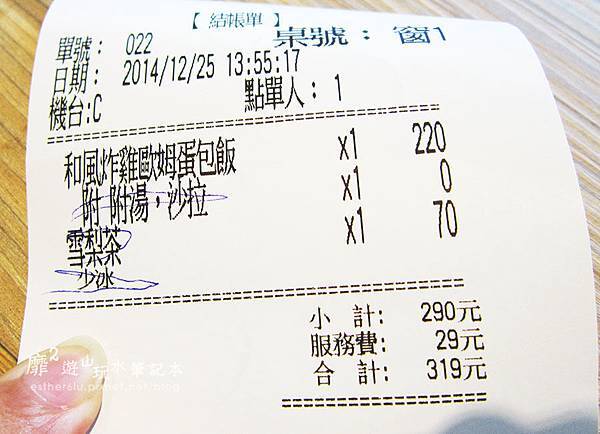 【 結帳單 】
單號： 022 桌號： 窗1
日期： 2014/12/25 13:55:17
機台:C 點單人： 1
和風炸雞歐姆蛋包飯 x1 220
附 附湯，沙拉 x1 0
雪梨茶 x1 70
少冰
小 計： 290元
服務費： 29元
合 計： 319元
靡2遊山玩水筆記本
estherslu.pixnet.net/blog